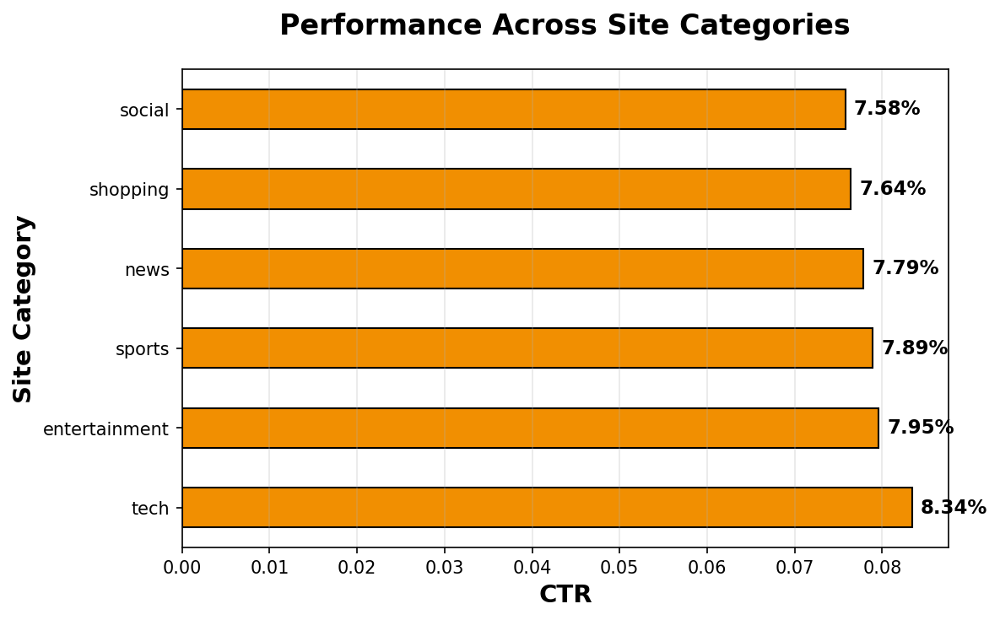 Performance Across Site Categories
social
7.58%
shopping
7.64%
news
7.79%
sports
7.89%
entertainment
7.95%
tech
8.34%
0.00 0.01 0.02 0.03 0.04 0.05 0.06 0.07 0.08
CTR
Site Category